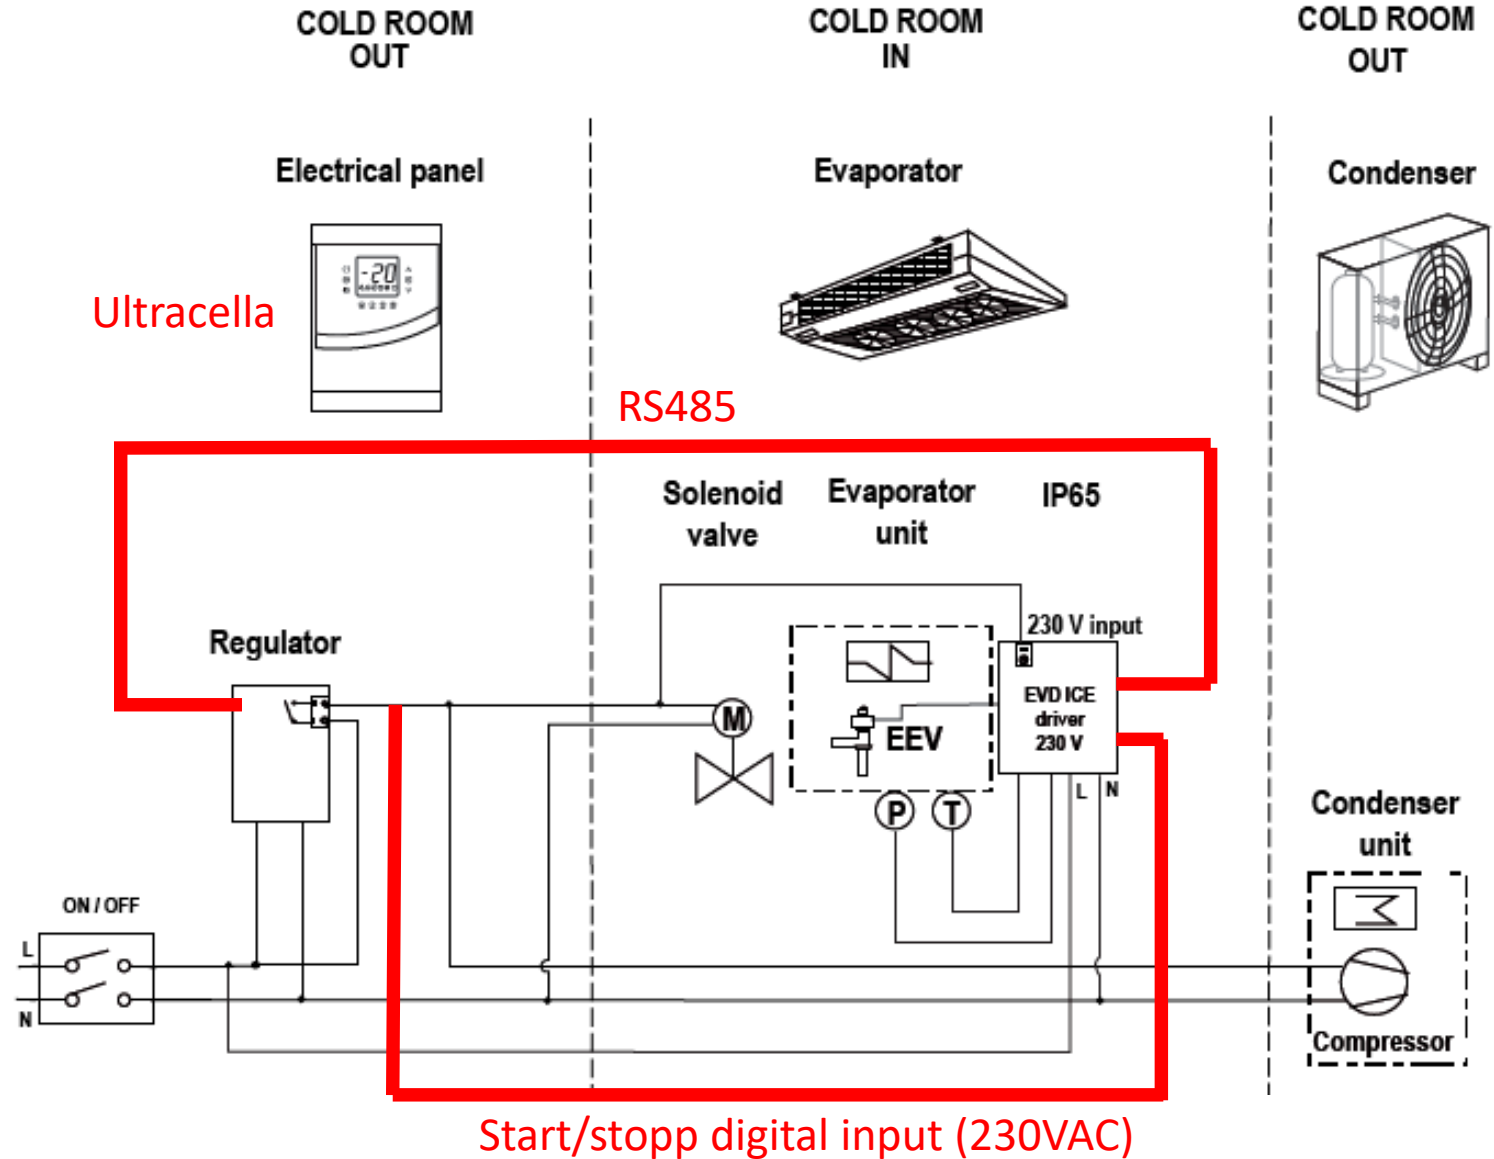 COLD ROOM
OUT
COLD ROOM
IN
COLD ROOM
OUT
Electrical panel
Evaporator
Condenser
-20
Ultracella
RS485
Solenoid
valve
Evaporator
unit
IP65
Regulator
230 V input
M
EEV
EVD ICE
driver
230 V
P
T
L
N
Condenser
unit
ON / OFF
L
N
Compressor
Start/stopp digital input (230VAC)